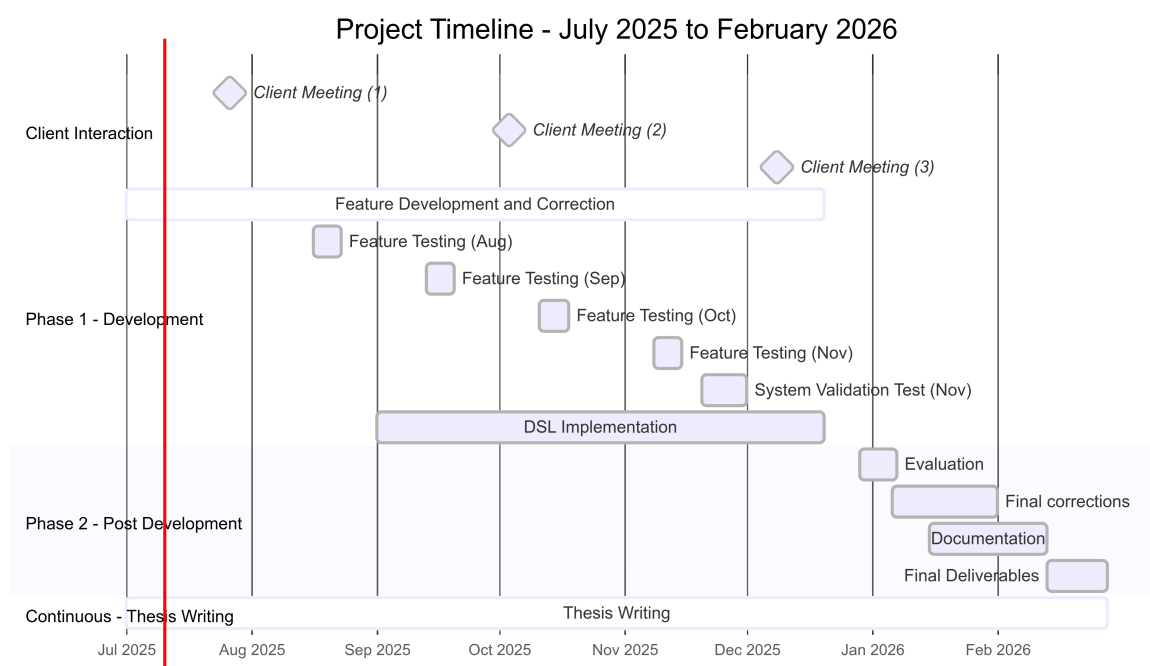 Project Timeline - July 2025 to February 2026
Client Meeting (1)
Client Meeting (2)
Client Interaction
Client Meeting (3)
Feature Development and Correction
Feature Testing (Aug)
Feature Testing (Sep)
Feature Testing (Oct)
Phase 1 - Development
Feature Testing (Nov)
System Validation Test (Nov)
DSL Implementation
Evaluation
Final corrections
Phase 2 - Post Development
Documentation
Final Deliverables
Continuous - Thesis Writing
Thesis Writing
Jul 2025 Aug 2025 Sep 2025 Oct 2025 Nov 2025 Dec 2025 Jan 2026 Feb 2026